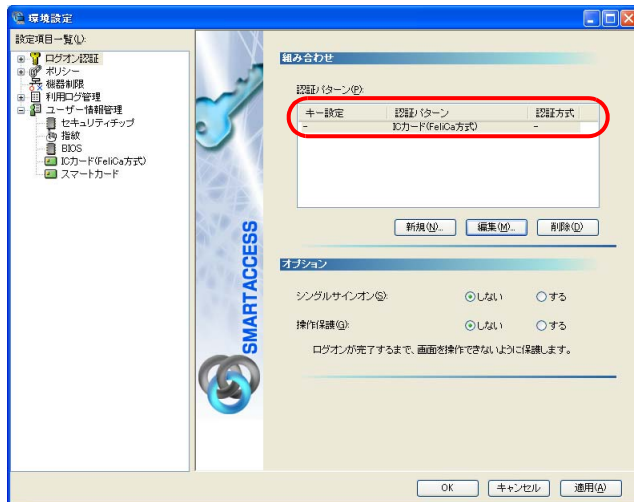 環境設定
設定項目一覧(L):
ログオン認証
ポリシー
機器制限
利用ログ管理
ユーザー情報管理
セキュリティチップ
指紋
BIOS
ICカード(FeliCa方式)
スマートカード
SMARTACCESS
組み合わせ
認証パターン(P):
キー設定 認証パターン 認証方式
- ICカード(FeliCa方式) -
新規(N)... 編集(M)... 削除(D)
オプション
シングルサインオン(S): しない する
操作保護(G): しない する
ログオンが完了するまで、画面を操作できないように保護します。
OK キャンセル 適用(A)